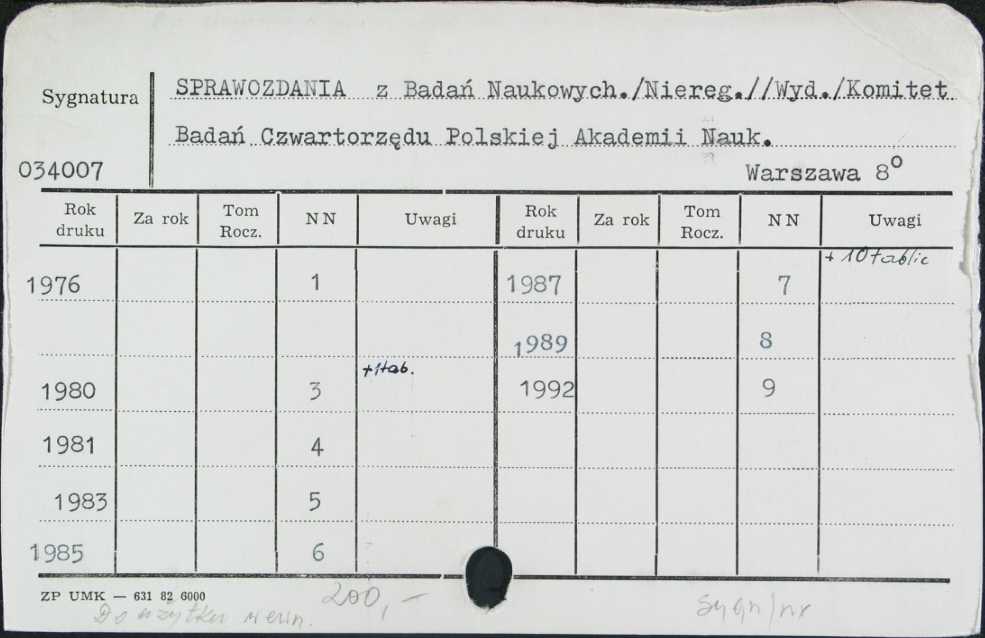 Sygnatura
SPRAWOZDANIA z Badań Naukowych./Niereg.//Wyd./Komitet
Badań Czwartorzędu Polskiej Akademii Nauk.
034007
Warszawa 8°
Rok druku Za rok Tom Rocz. NN Uwagi Rok druku Za rok Tom Rocz. NN Uwagi
+ 10 tablic
1976 1 1987 7
1989 8
+1tab.
1980 3 1992 9
1981 4
1983 5
1985 6
ZP UMK — 631 82 6000
200,-
Do użytku wewn.
sygn/nr